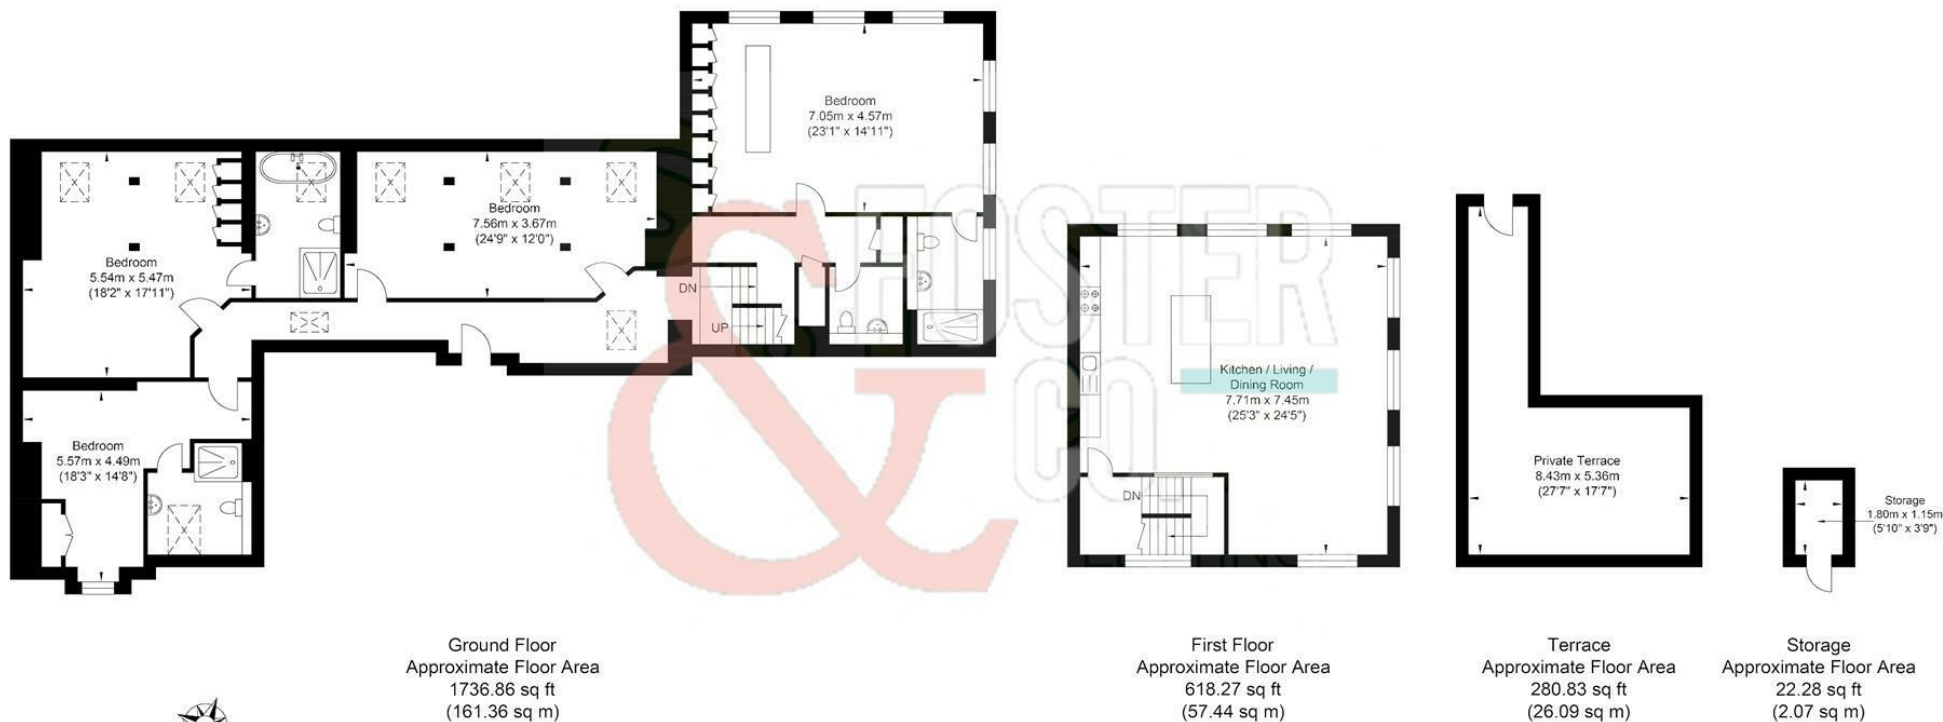 Bedroom
7.05m x 4.57m
(23'1" x 14'11")
Bedroom
7.56m x 3.67m
(24'9" x 12'0")
Bedroom
5.54m x 5.47m
(18'2" x 17'11")
DN
UP
Bedroom
5.57m x 4.49m
(18'3" x 14'8")
& FOSTER
CO
Kitchen / Living /
Dining Room
7.71m x 7.45m
(25'3" x 24'5")
DN
Private Terrace
8.43m x 5.36m
(27'7" x 17'7")
Storage
1.80m x 1.15m
(5'10" x 3'9")
Ground Floor
Approximate Floor Area
1736.86 sq ft
(161.36 sq m)
First Floor
Approximate Floor Area
618.27 sq ft
(57.44 sq m)
Terrace
Approximate Floor Area
280.83 sq ft
(26.09 sq m)
Storage
Approximate Floor Area
22.28 sq ft
(2.07 sq m)